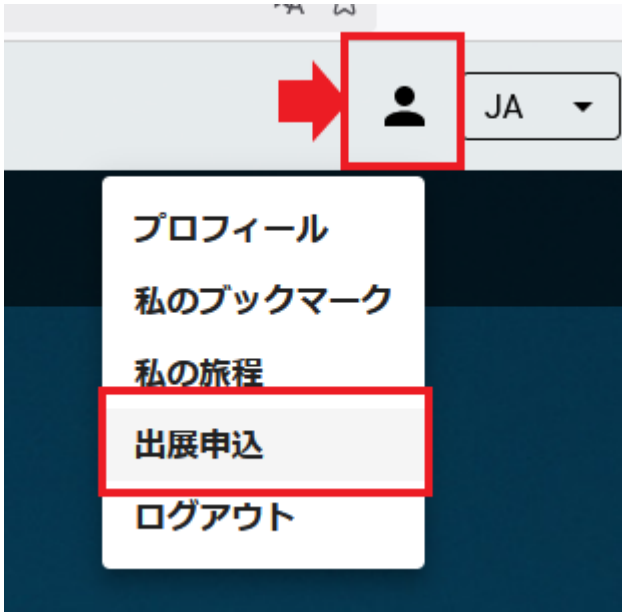 JA
プロフィール
私のブックマーク
私の旅程
出展申込
ログアウト